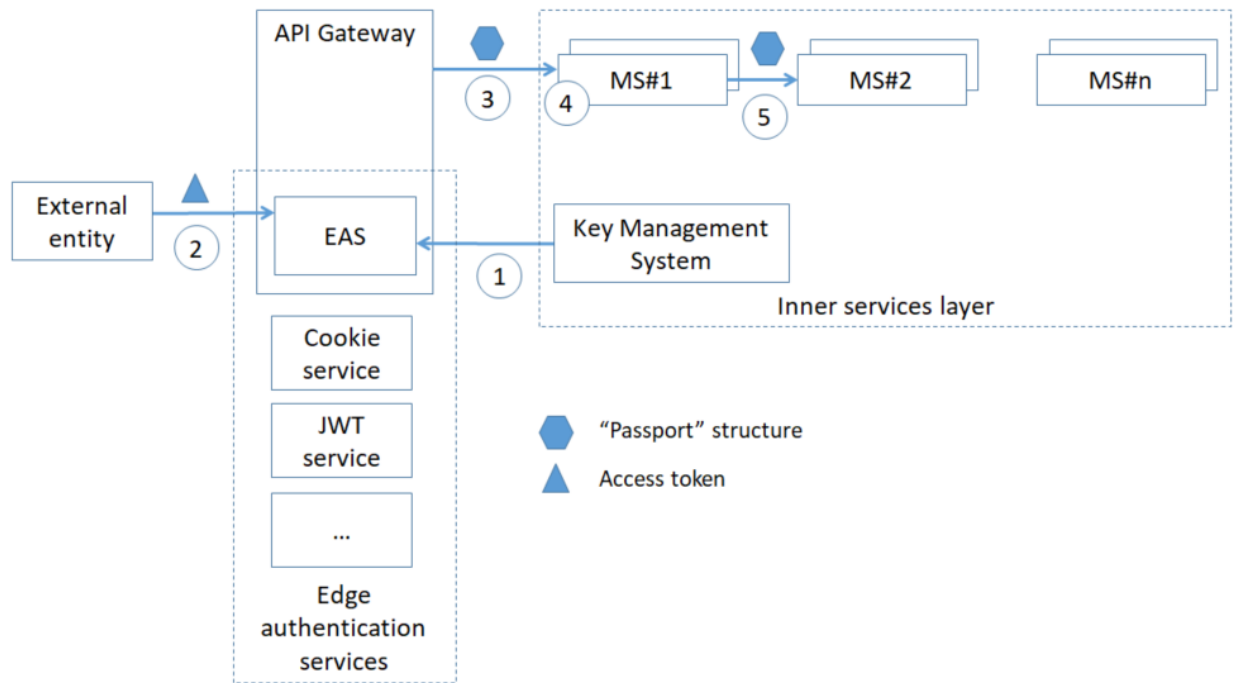 API Gateway
3
4
MS#1
5
MS#2
MS#n
External
entity
2
EAS
1
Key Management
System
Inner services layer
Cookie
service
JWT
service
...
Edge
authentication
services
“Passport” structure
Access token